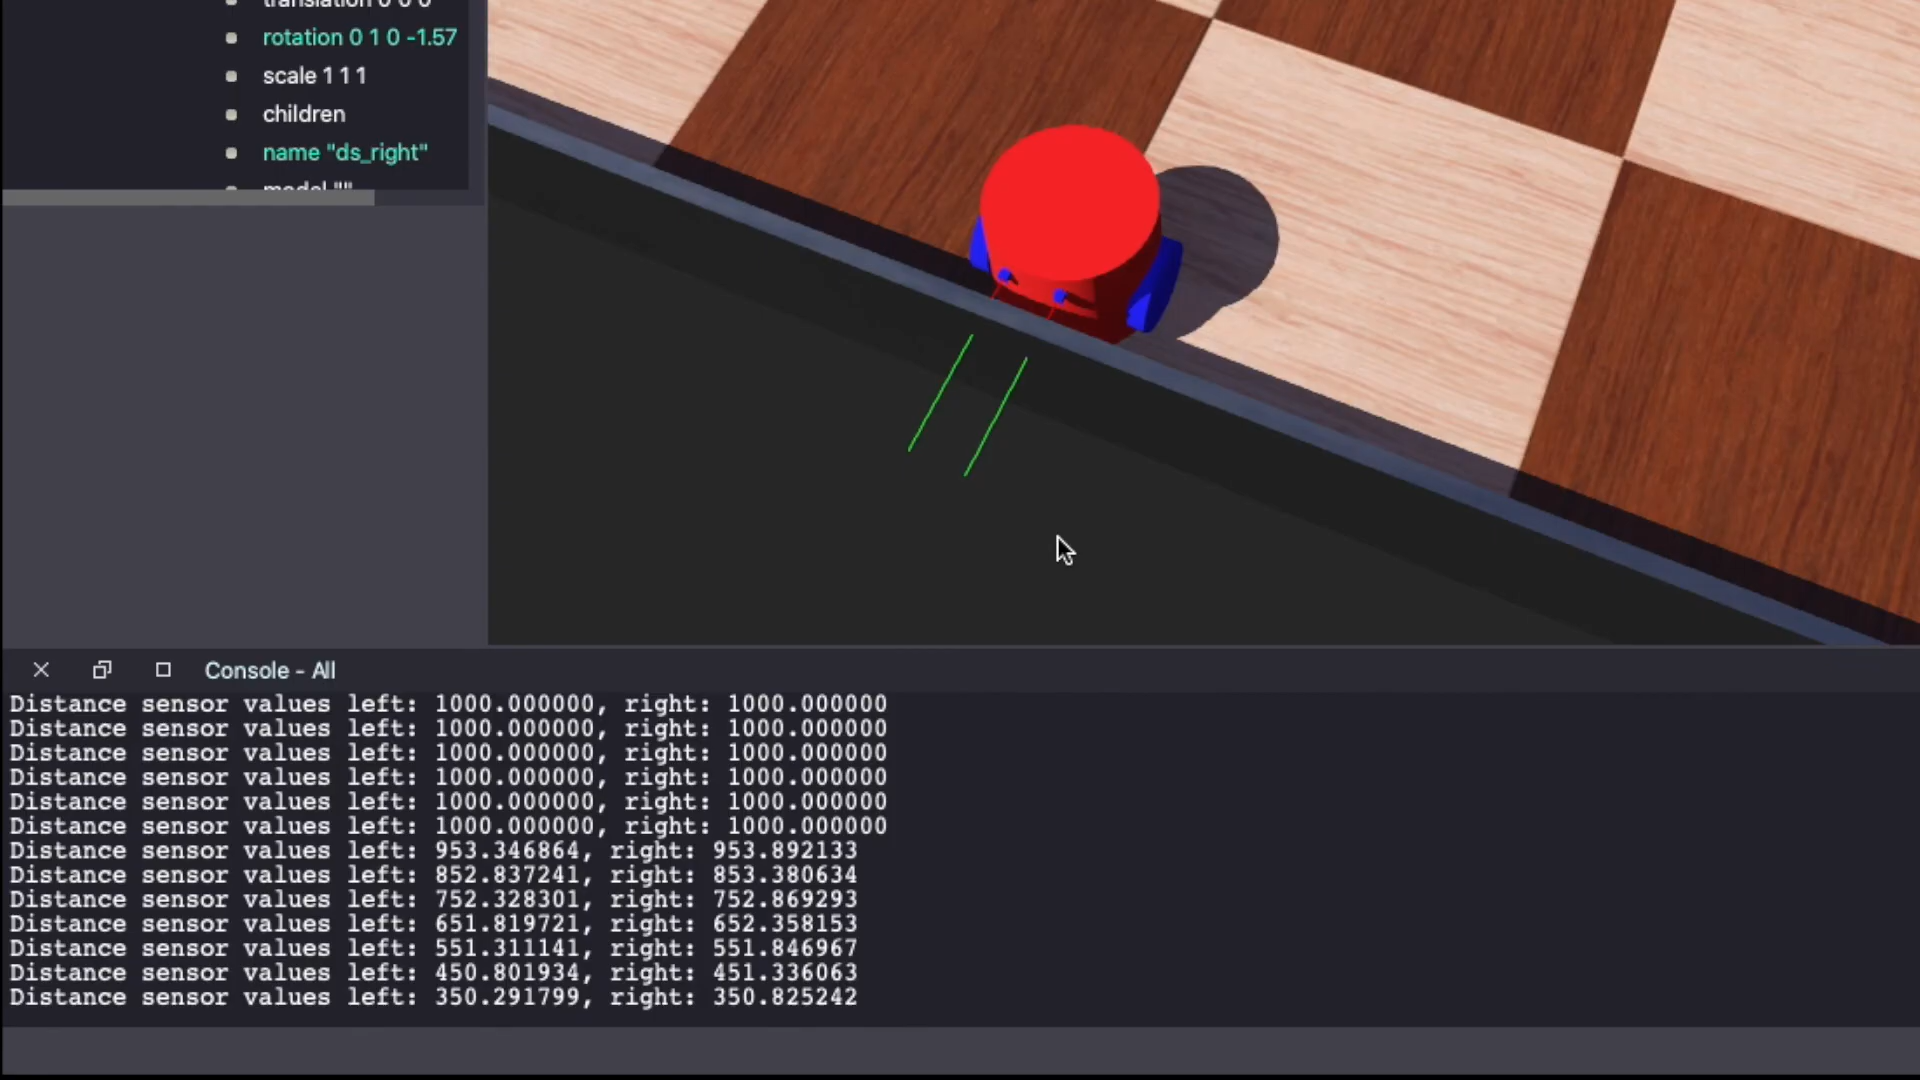 translation 0 0 0
rotation 0 1 0 -1.57
scale 1 1 1
children
name "ds_right"
model ""
Console - All
Distance sensor values left: 1000.000000, right: 1000.000000
Distance sensor values left: 1000.000000, right: 1000.000000
Distance sensor values left: 1000.000000, right: 1000.000000
Distance sensor values left: 1000.000000, right: 1000.000000
Distance sensor values left: 1000.000000, right: 1000.000000
Distance sensor values left: 1000.000000, right: 1000.000000
Distance sensor values left: 953.346864, right: 953.892133
Distance sensor values left: 852.837241, right: 853.380634
Distance sensor values left: 752.328301, right: 752.869293
Distance sensor values left: 651.819721, right: 652.358153
Distance sensor values left: 551.311141, right: 551.846967
Distance sensor values left: 450.801934, right: 451.336063
Distance sensor values left: 350.291799, right: 350.825242